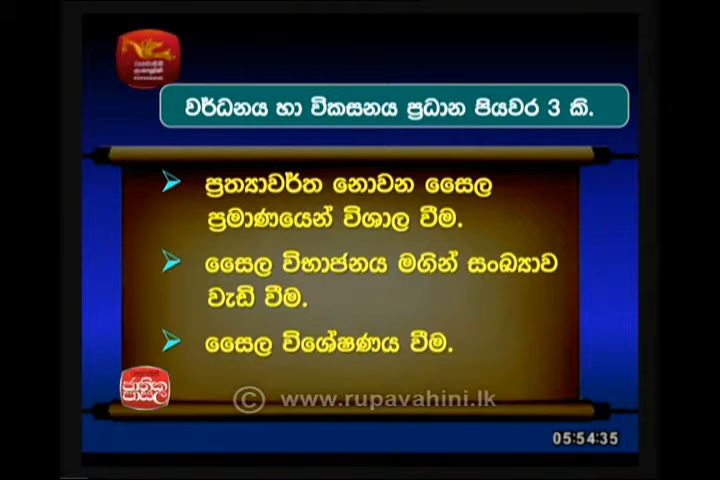 වර්ධනය හා විකසනය ප්‍රධාන පියවර 3 කි.
ප්‍රත්‍යාවර්ත නොවන සෛල
ප්‍රමාණයෙන් විශාල වීම.
සෛල විභාජනය මගින් සංඛ්‍යාව
වැඩි වීම.
සෛල විශේෂණය වීම.
ජාතික
පාසල
© www.rupavahini.lk
05:54:35